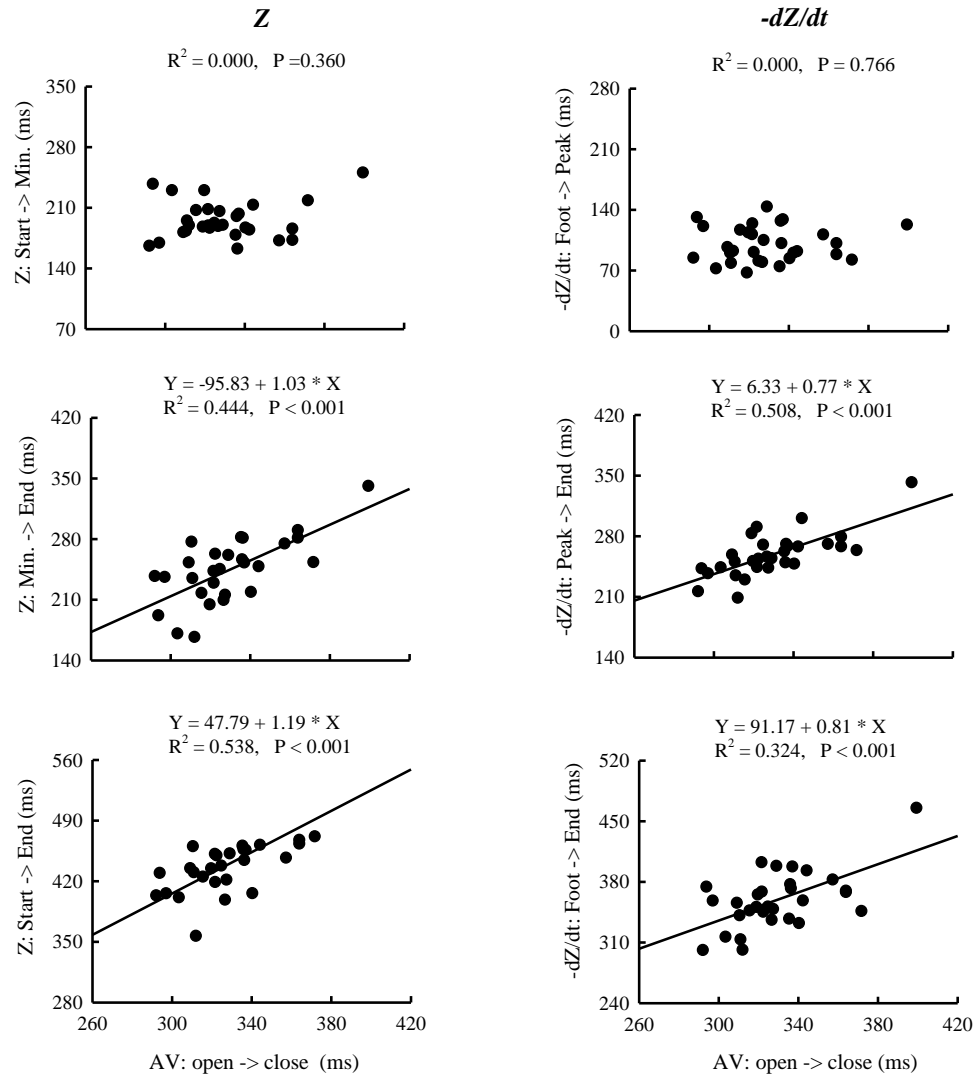 Z
-dZ/dt
R² = 0.000, P =0.360
350
280
210
140
70
Z: Start -> Min. (ms)
R² = 0.000, P = 0.766
280
210
140
70
0
-dZ/dt: Foot -> Peak (ms)
Y = -95.83 + 1.03 * X
R² = 0.444, P < 0.001
420
350
280
210
140
Z: Min. -> End (ms)
Y = 6.33 + 0.77 * X
R² = 0.508, P < 0.001
420
350
280
210
140
-dZ/dt: Peak -> End (ms)
Y = 47.79 + 1.19 * X
R² = 0.538, P < 0.001
560
490
420
350
280
Z: Start -> End (ms)
260 300 340 380 420
AV: open -> close (ms)
Y = 91.17 + 0.81 * X
R² = 0.324, P < 0.001
520
450
380
310
240
-dZ/dt: Foot -> End (ms)
260 300 340 380 420
AV: open -> close (ms)